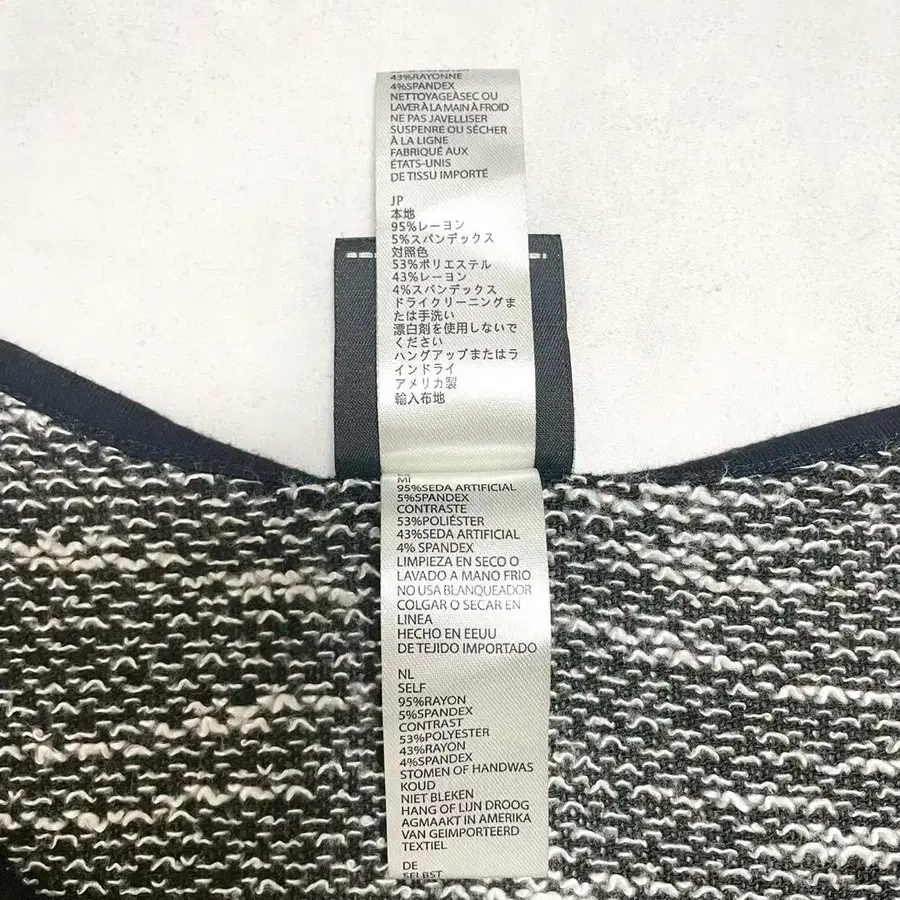 43%RAYONNE
4%SPANDEX
NETTOYAGEÀSEC OU
LAVER À LA MAIN À FROID
NE PAS JAVELLISER
SUSPENRE OU SÉCHER
À LA LIGNE
FABRIQUÉ AUX
ÉTATS-UNIS
DE TISSU IMPORTÉ
JP
本地
95%レーヨン
5%スパンデックス
対照色
53%ポリエステル
43%レーヨン
4%スパンデックス
ドライクリーニングま
たは手洗い
漂白剤を使用しないで
ください
ハングアップまたはラ
インドライ
アメリカ製
輸入布地
MI
95%SEDA ARTIFICIAL
5%SPANDEX
CONTRASTE
53%POLIÉSTER
43%SEDA ARTIFICIAL
4% SPANDEX
LIMPIEZA EN SECO O
LAVADO A MANO FRIO
NO USA BLANQUEADOR
COLGAR O SECAR EN
LINEA
HECHO EN EEUU
DE TEJIDO IMPORTADO
NL
SELF
95%RAYON
5%SPANDEX
CONTRAST
53%POLYESTER
43%RAYON
4%SPANDEX
STOMEN OF HANDWAS
KOUD
NIET BLEKEN
HANG OF LIJN DROOG
AGMAAKT IN AMERIKA
VAN GEIMPORTEERD
TEXTIEL
DE
SELBST